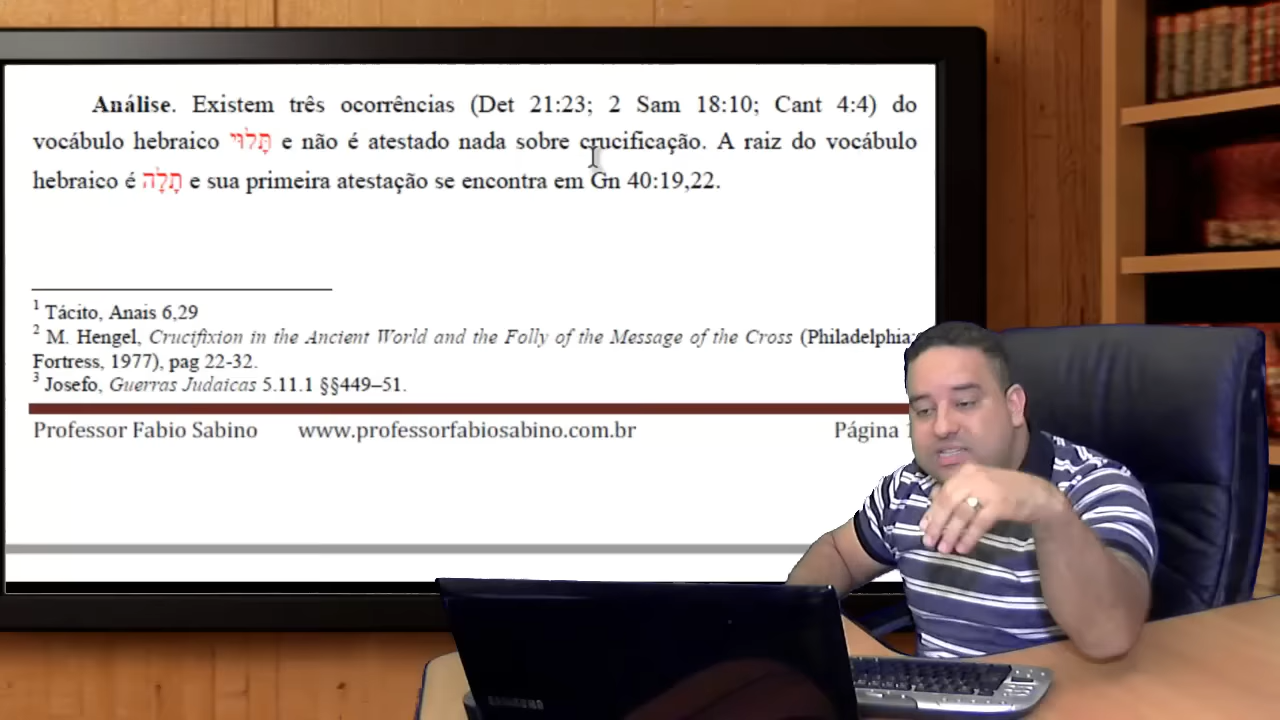 Análise. Existem três ocorrências (Det 21:23; 2 Sam 18:10; Cant 4:4) do
vocábulo hebraico תָּלוּי e não é atestado nada sobre crucificação. A raiz do vocábulo
hebraico é תָלָה e sua primeira atestação se encontra em Gn 40:19,22.
1 Tácito, Anais 6,29
2 M. Hengel, Crucifixion in the Ancient World and the Folly of the Message of the Cross (Philadelphia:
Fortress, 1977), pag 22-32.
3 Josefo, Guerras Judaicas 5.11.1 §§449–51.
Professor Fabio Sabino www.professorfabiosabino.com.br Página 1
SAMSUNG